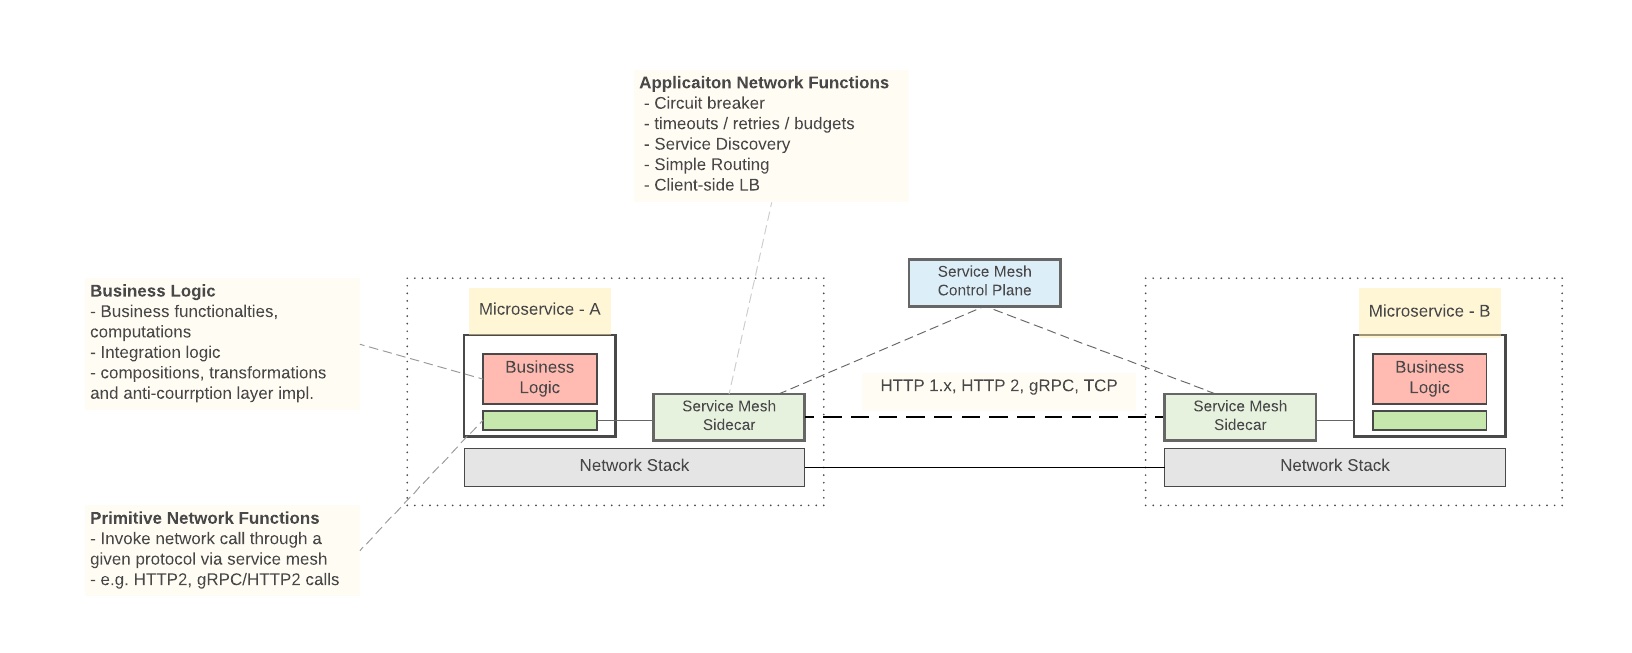 Applicaiton Network Functions
- Circuit breaker
- timeouts / retries / budgets
- Service Discovery
- Simple Routing
- Client-side LB
Business Logic
- Business functionalties,
computations
- Integration logic
- compositions, transformations
and anti-courrption layer impl.
Primitive Network Functions
- Invoke network call through a
given protocol via service mesh
- e.g. HTTP2, gRPC/HTTP2 calls
Microservice - A
Business
Logic
Service Mesh
Sidecar
Network Stack
Service Mesh
Control Plane
HTTP 1.x, HTTP 2, gRPC, TCP
Microservice - B
Business
Logic
Service Mesh
Sidecar
Network Stack